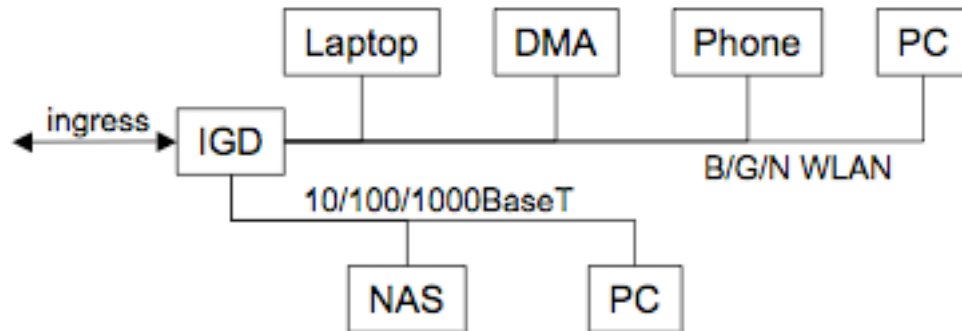 Laptop
DMA
Phone
PC
ingress
IGD
B/G/N WLAN
10/100/1000BaseT
NAS
PC